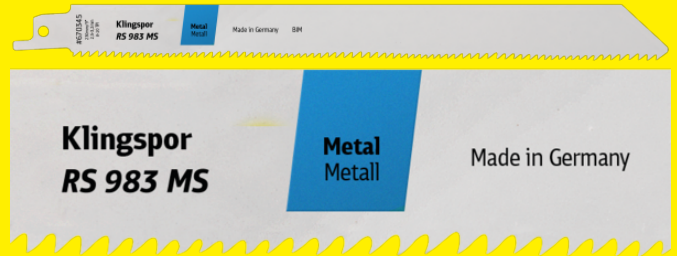 #670345
Klingspor
RS 983 MS
Metal
Metall
Made in Germany
BIM
Klingspor
RS 983 MS
Metal
Metall
Made in Germany